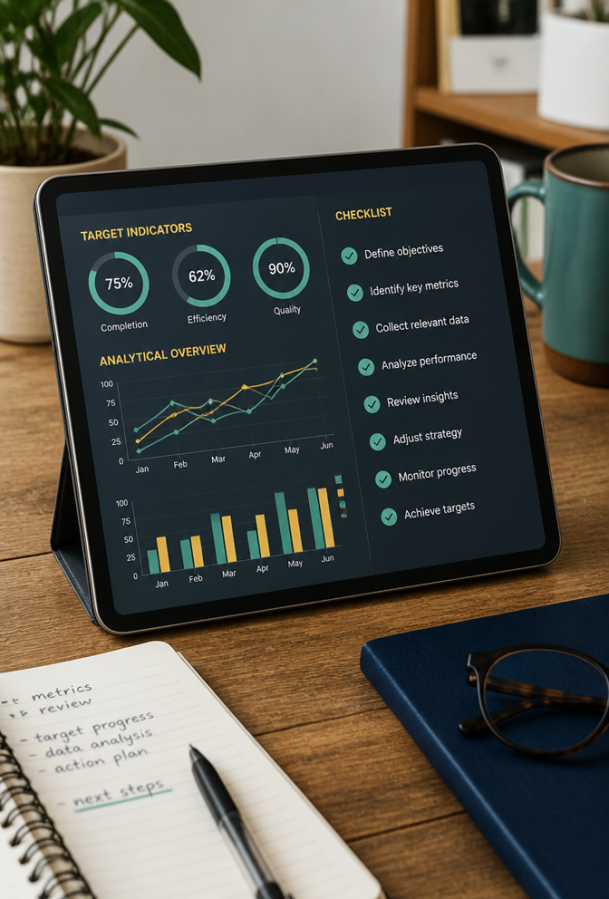 TARGET INDICATORS
75%
62%
90%
Completion
Efficiency
Quality
ANALYTICAL OVERVIEW
100
75
50
25
0
Jan
Feb
Mar
Apr
May
Jun
100
75
50
25
0
Jan
Feb
Mar
Apr
May
Jun
CHECKLIST
Define objectives
Identify key metrics
Collect relevant data
Analyze performance
Review insights
Adjust strategy
Monitor progress
Achieve targets
metrics
review
- target progress
- data analysis
- action plan
- next steps